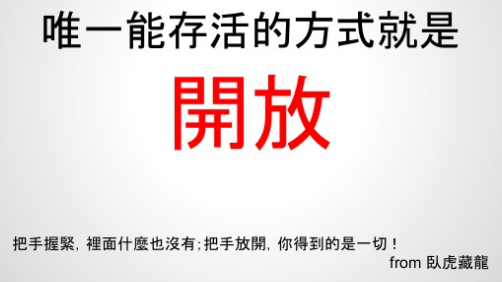 唯一能存活的方式就是
開放
把手握緊, 裡面什麼也沒有; 把手放開, 你得到的是一切 !
from 臥虎藏龍